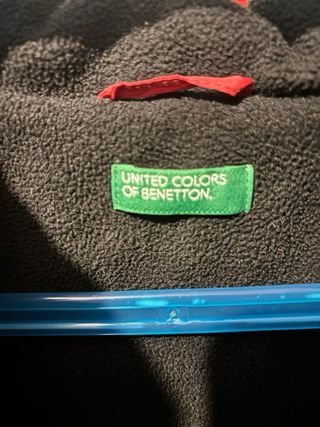 UNITED COLORS
OF BENETTON.